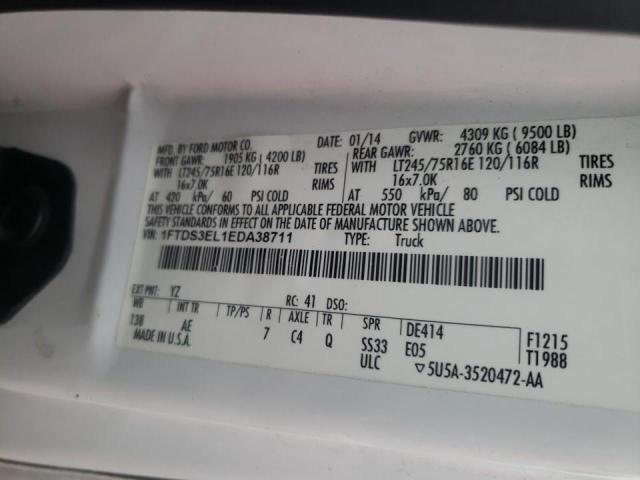 MFD. BY FORD MOTOR CO.
DATE: 01/14 GVWR: 4309 KG ( 9500 LB)
FRONT GAWR: 1905 KG ( 4200 LB)
REAR GAWR: 2760 KG ( 6084 LB)
WITH LT245/75R16E 120/116R TIRES
WITH LT245/75R16E 120/116R TIRES
16x7.0K RIMS
16x7.0K RIMS
AT 420 kPa/ 60 PSI COLD
AT 550 kPa/ 80 PSI COLD
THIS VEHICLE CONFORMS TO ALL APPLICABLE FEDERAL MOTOR VEHICLE
SAFETY STANDARDS IN EFFECT ON THE DATE OF MANUFACTURE SHOWN ABOVE.
VIN: 1FTDS3EL1EDA38711 TYPE: Truck
EXT PNT: YZ RC: 41 DSO:
WB INT TR TP/PS R AXLE TR SPR
138 AE 7 C4 Q SS33
ULC
DE414
E05
F1215
T1988
MADE IN U.S.A.
▽5U5A-3520472-AA